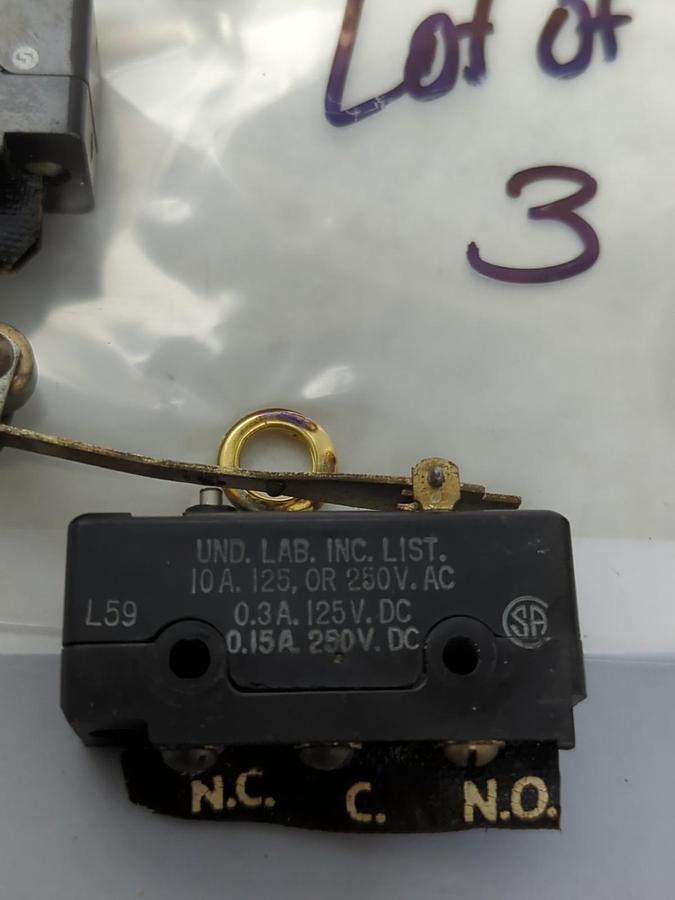 Lot of
3
UND. LAB. INC. LIST.
10 A. 125, OR 250 V. AC
L59
0.3 A. 125 V. DC
0.15 A. 250 V. DC
SA
N.C.
C.
N.O.